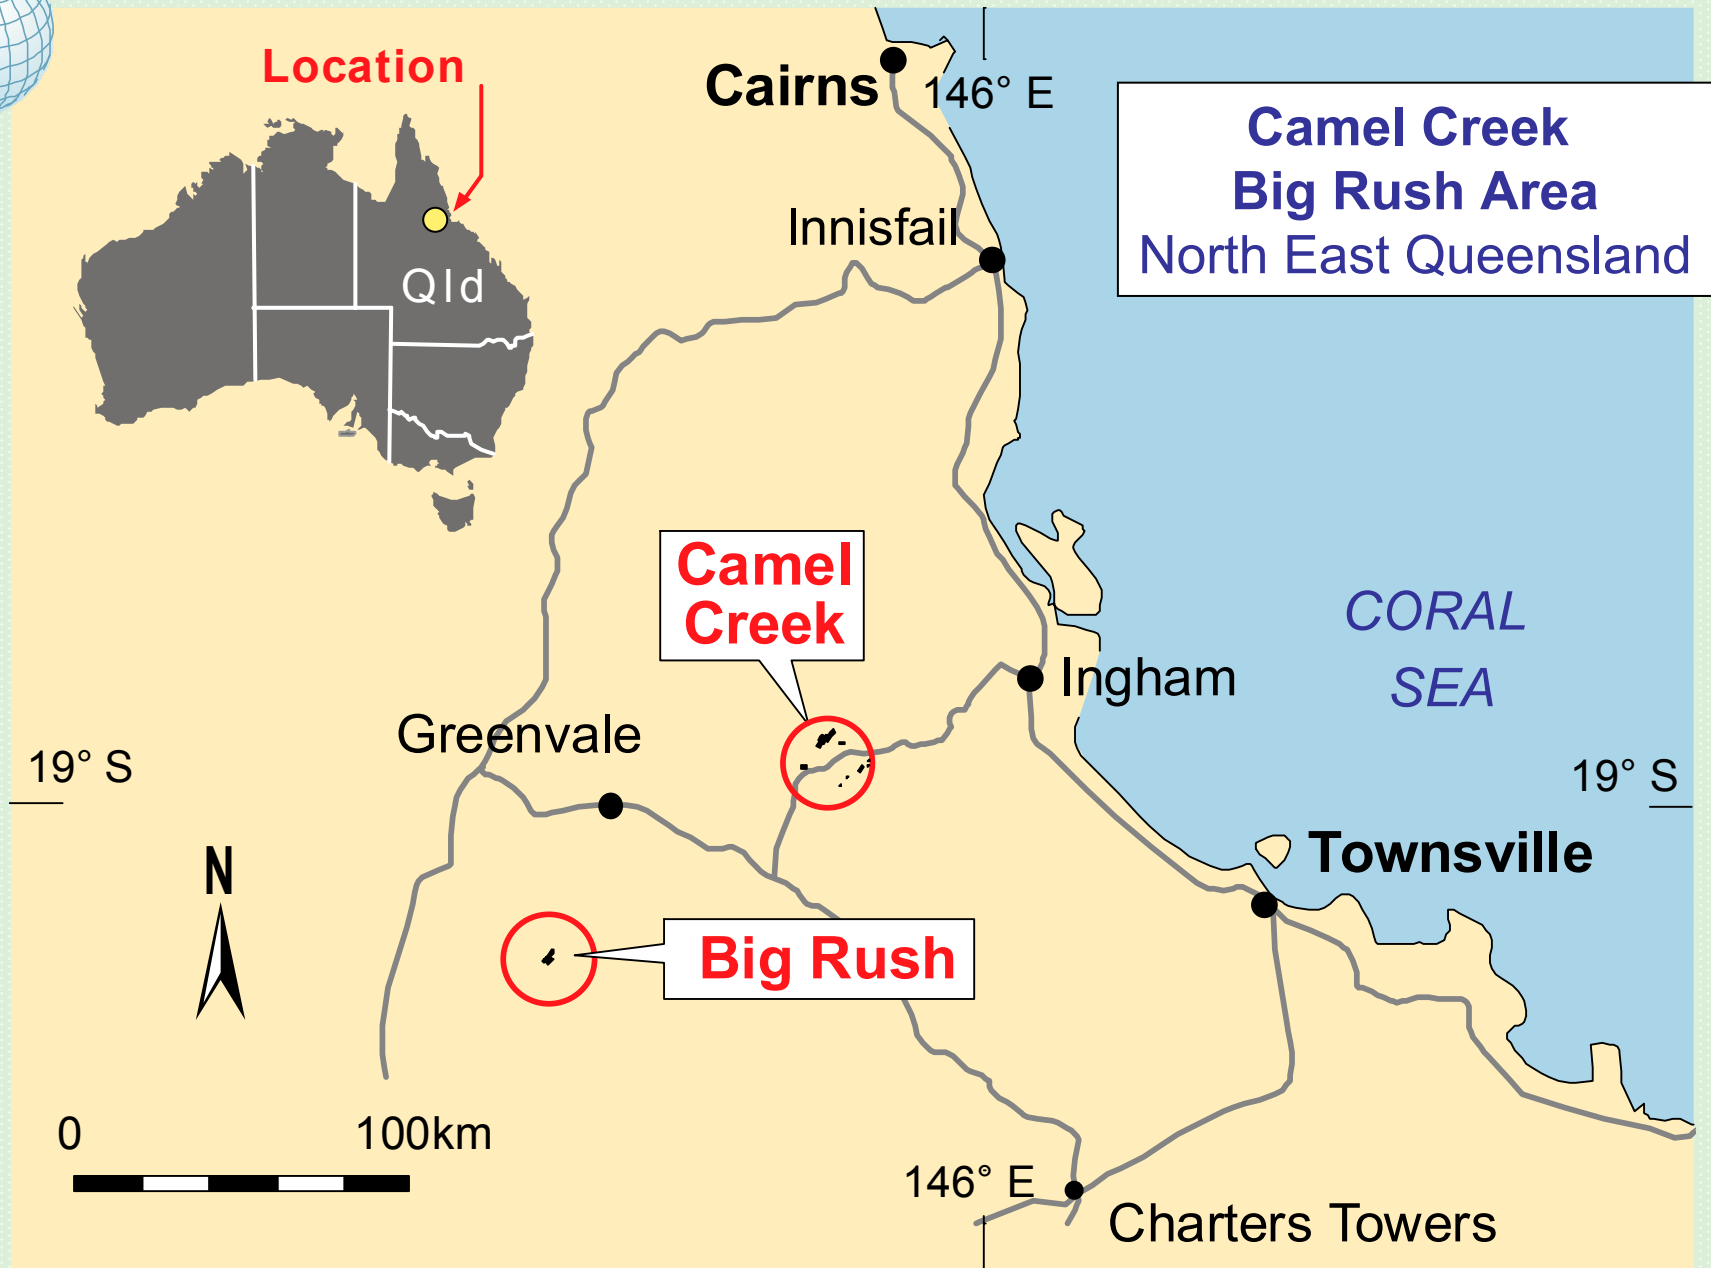 Location
Cairns
146° E
Camel Creek
Big Rush Area
North East Queensland
Innisfail
Qld
Camel
Creek
CORAL
SEA
Ingham
Greenvale
19° S
19° S
Townsville
N
Big Rush
0
100km
146° E
Charters Towers